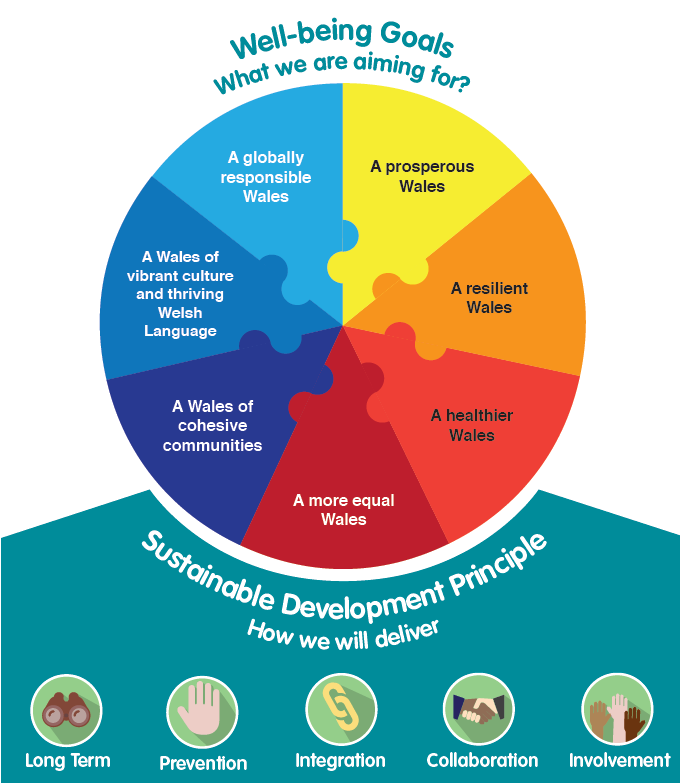 Well-being Goals
What we are aiming for?
A globally
responsible
Wales
A prosperous
Wales
A Wales of
vibrant culture
and thriving
Welsh
Language
A resilient
Wales
A Wales of
cohesive
communities
A healthier
Wales
A more equal
Wales
Sustainable Development Principle
How we will deliver
Long Term
Prevention
Integration
Collaboration
Involvement